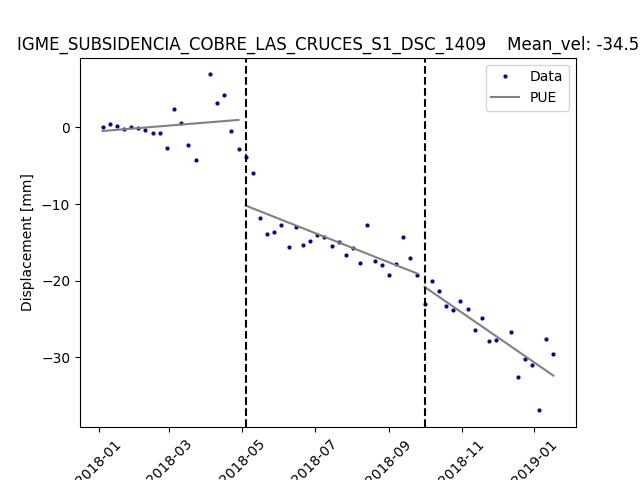 IGME_SUBSIDENCIA_COBRE_LAS_CRUCES_S1_DSC_1409 Mean_vel: -34.5
Data
PUE
0
−10
−20
−30
Displacement [mm]
2018-01
2018-03
2018-05
2018-07
2018-09
2018-11
2019-01